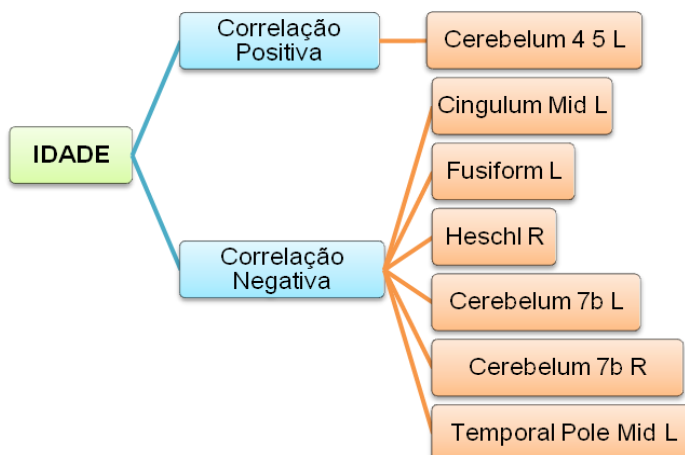 IDADE
Correlação
Positiva
Cerebelum 4 5 L
Correlação
Negativa
Cingulum Mid L
Fusiform L
Heschl R
Cerebelum 7b L
Cerebelum 7b R
Temporal Pole Mid L